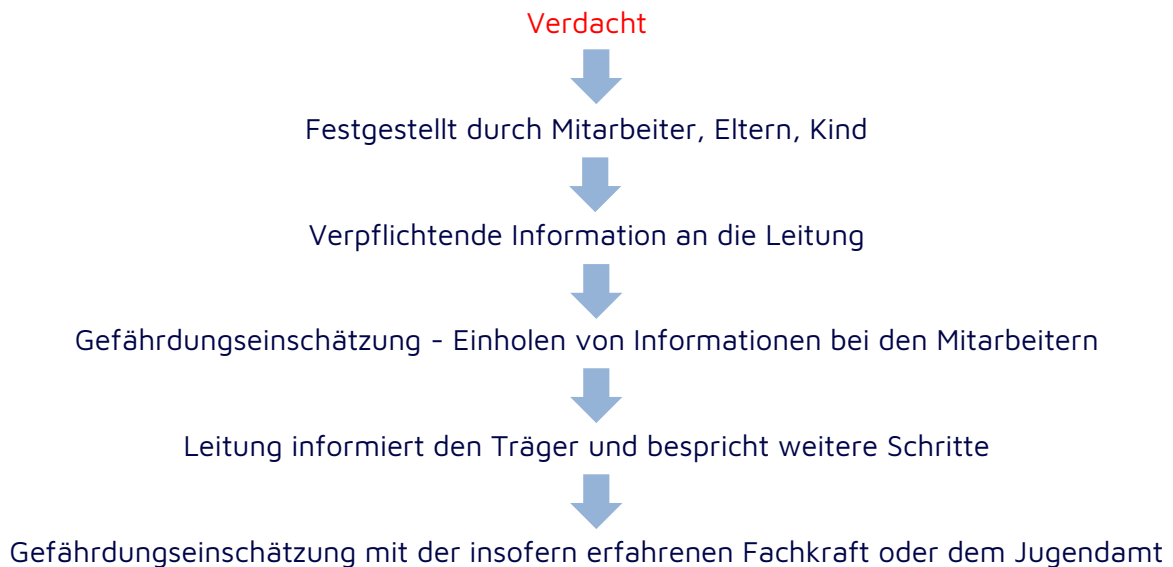 Verdacht
Festgestellt durch Mitarbeiter, Eltern, Kind
Verpflichtende Information an die Leitung
Gefährdungseinschätzung - Einholen von Informationen bei den Mitarbeitern
Leitung informiert den Träger und bespricht weitere Schritte
Gefährdungseinschätzung mit der insofern erfahrenen Fachkraft oder dem Jugendamt